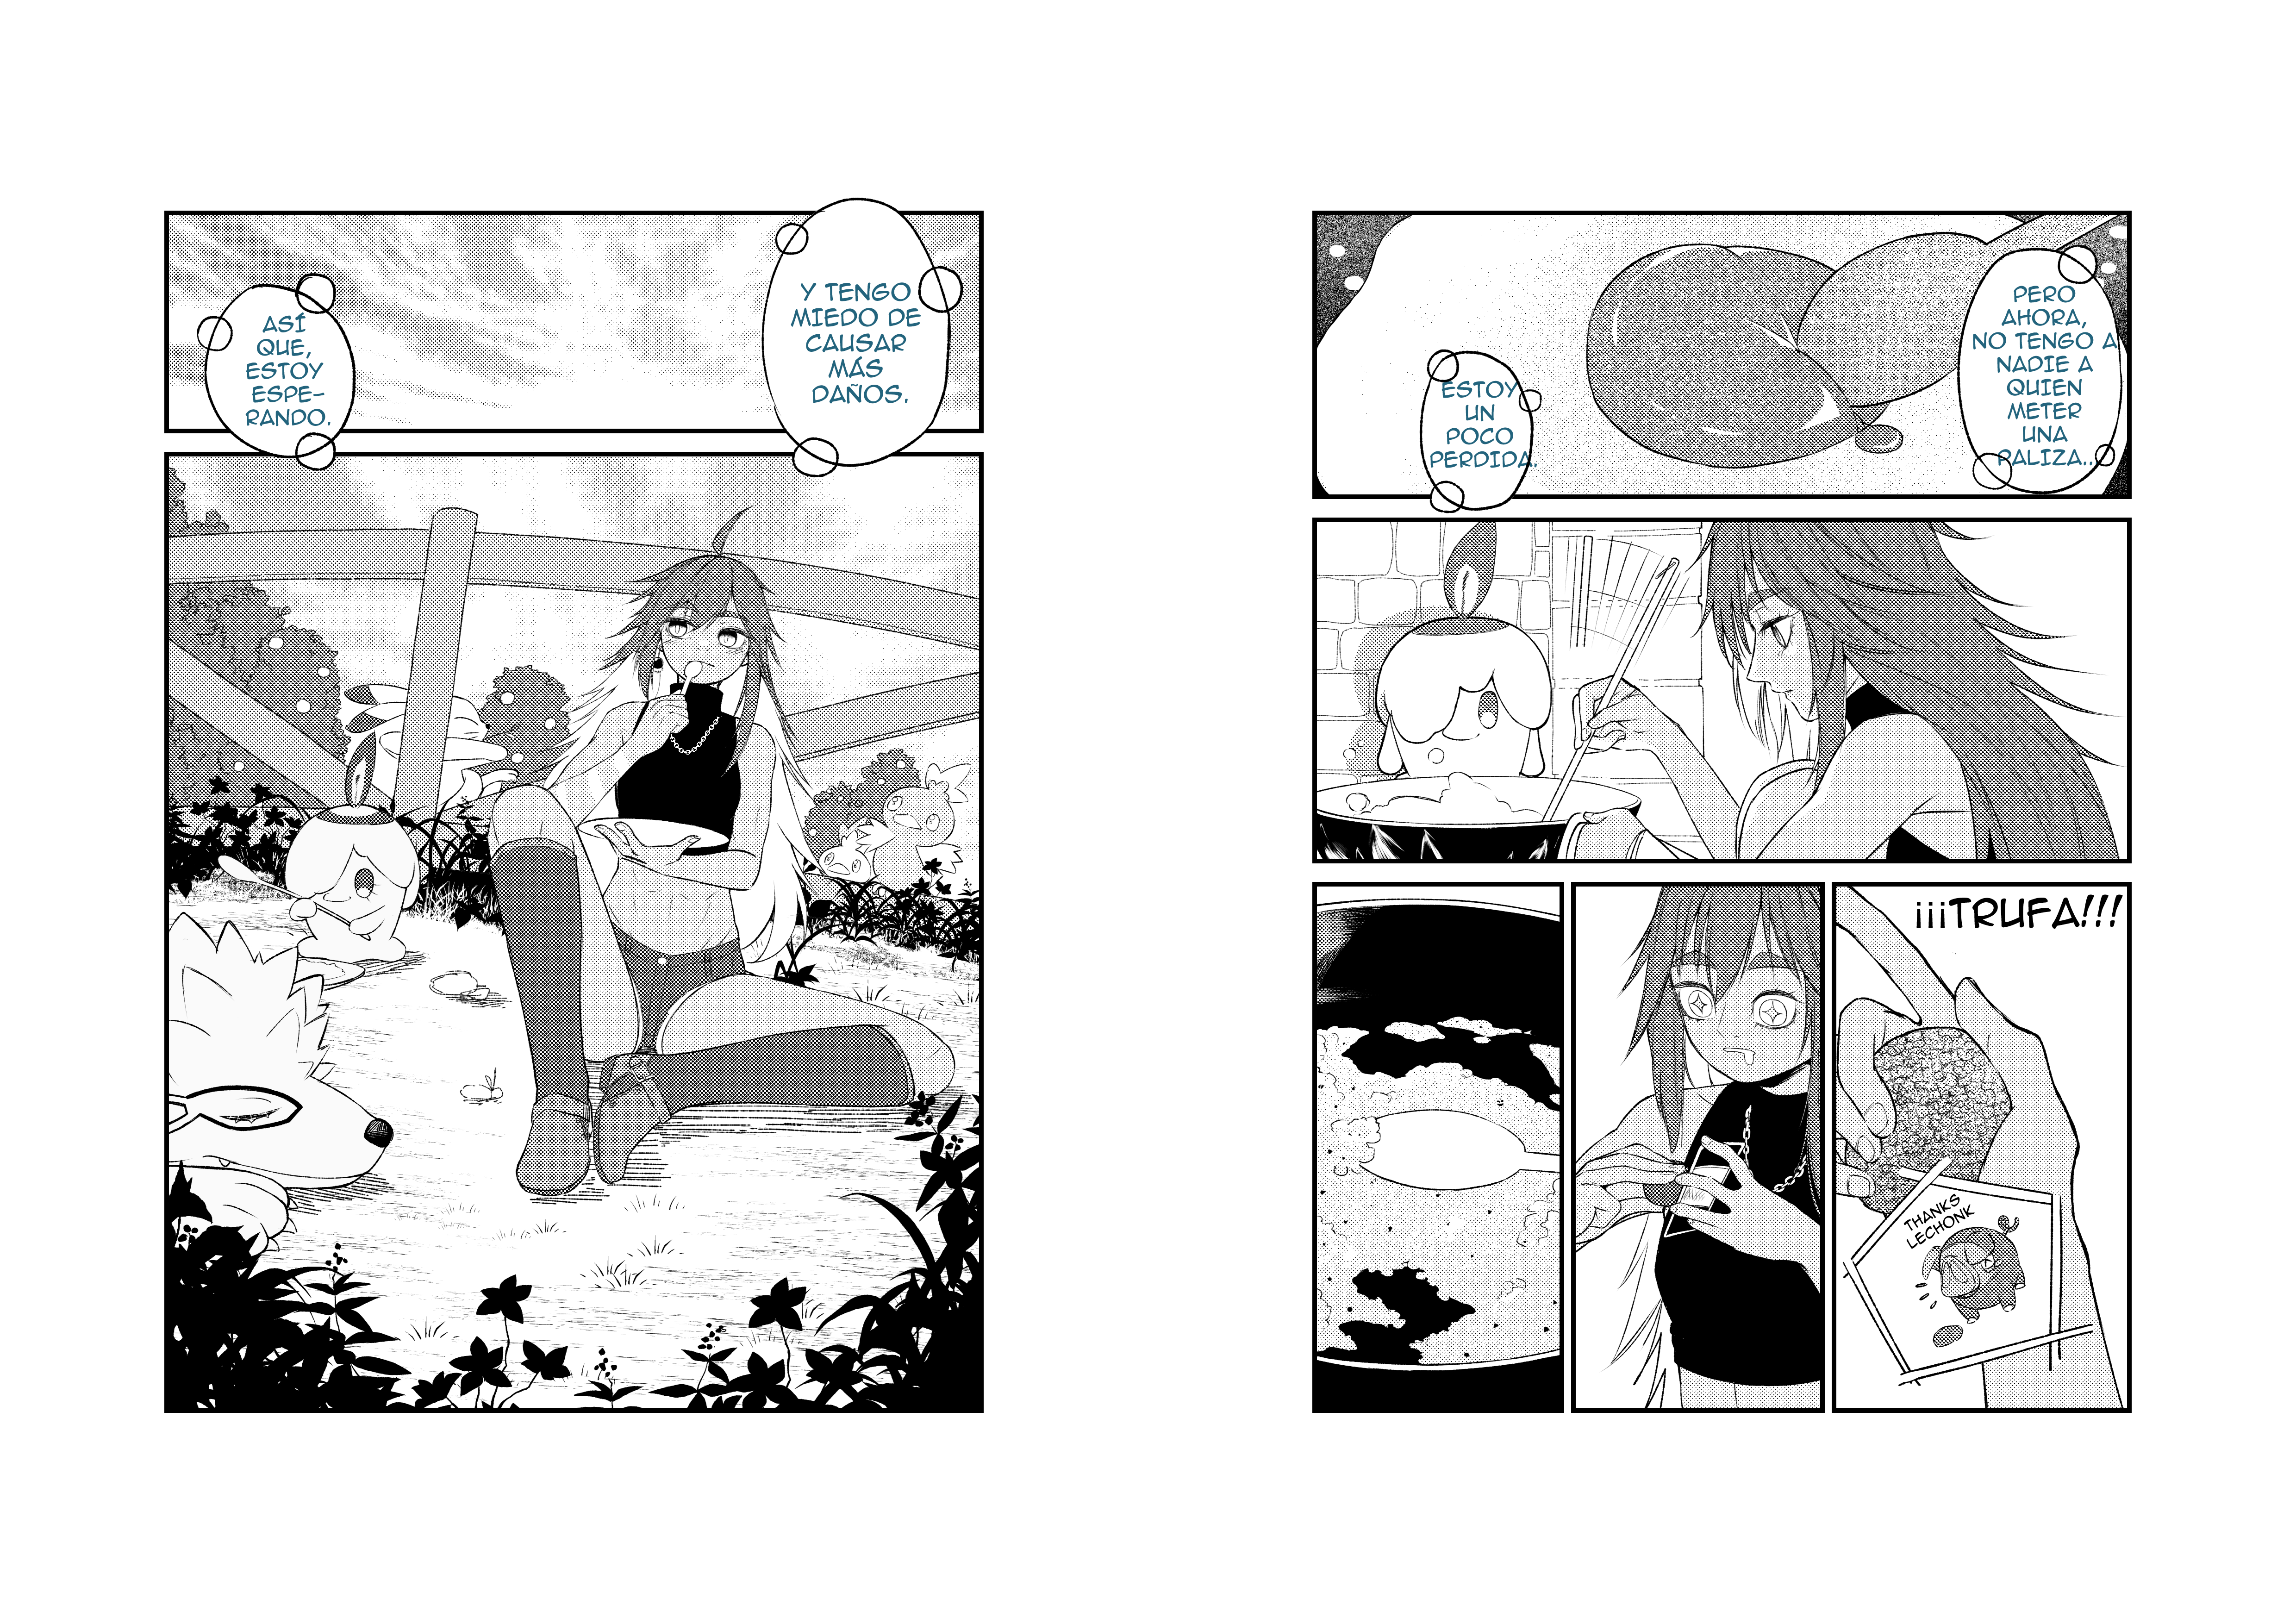 PERO
AHORA,
NO TENGO A
NADIE A
QUIEN
METER
UNA
PALIZA...
ESTOY
UN
POCO
PERDIDA.
¡¡¡TRUFA!!!
THANKS
LECHONK
Y TENGO
MIEDO DE
CAUSAR
MÁS
DAÑOS.
ASÍ
QUE,
ESTOY
ESPE-
RANDO.